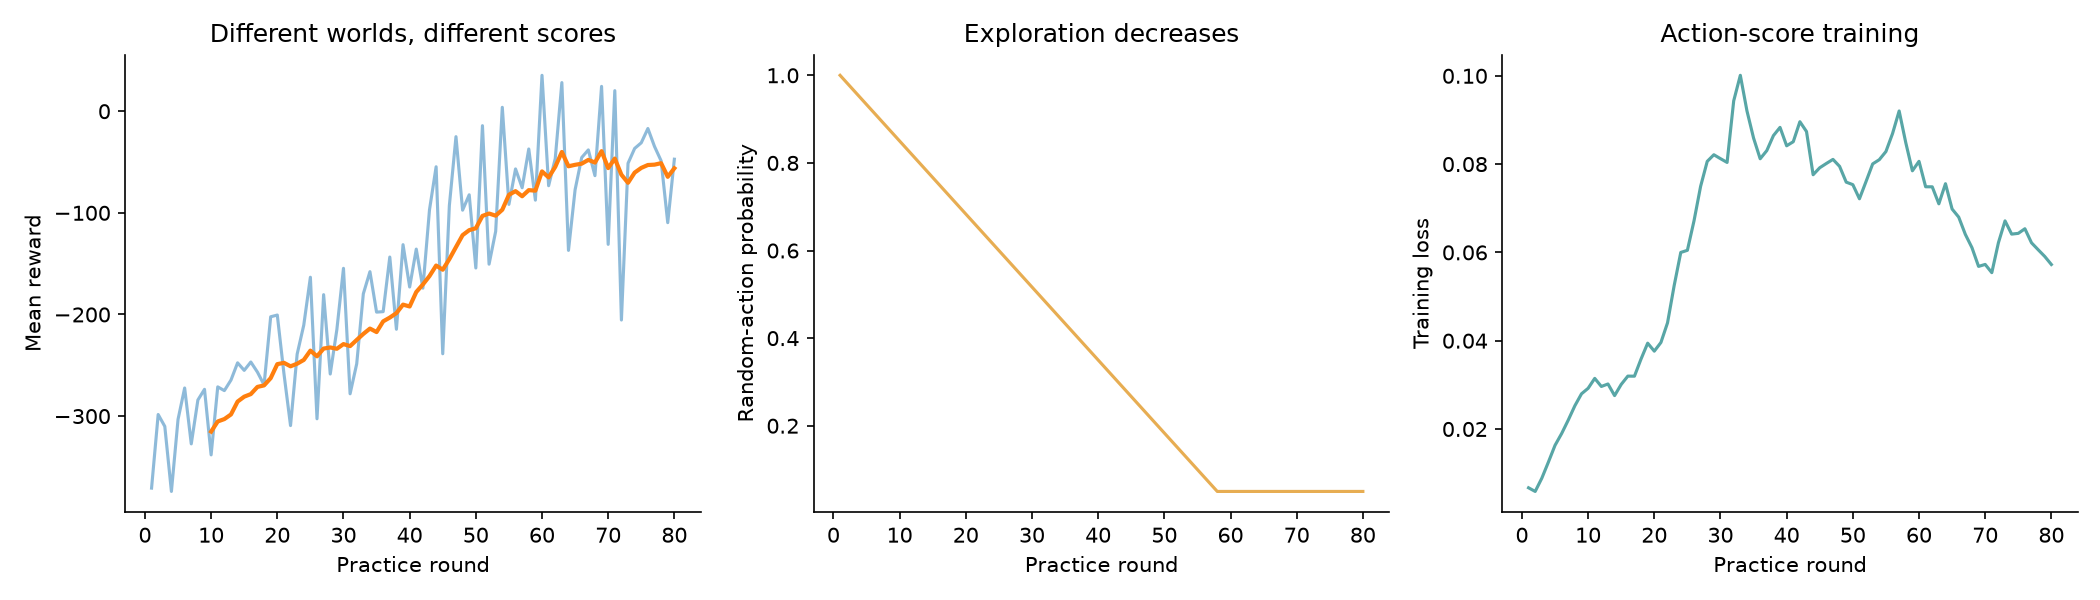 Different worlds, different scores
Mean reward
0
−100
−200
−300
0 10 20 30 40 50 60 70 80
Practice round
Exploration decreases
Random-action probability
1.0
0.8
0.6
0.4
0.2
0 10 20 30 40 50 60 70 80
Practice round
Action-score training
Training loss
0.10
0.08
0.06
0.04
0.02
0 10 20 30 40 50 60 70 80
Practice round